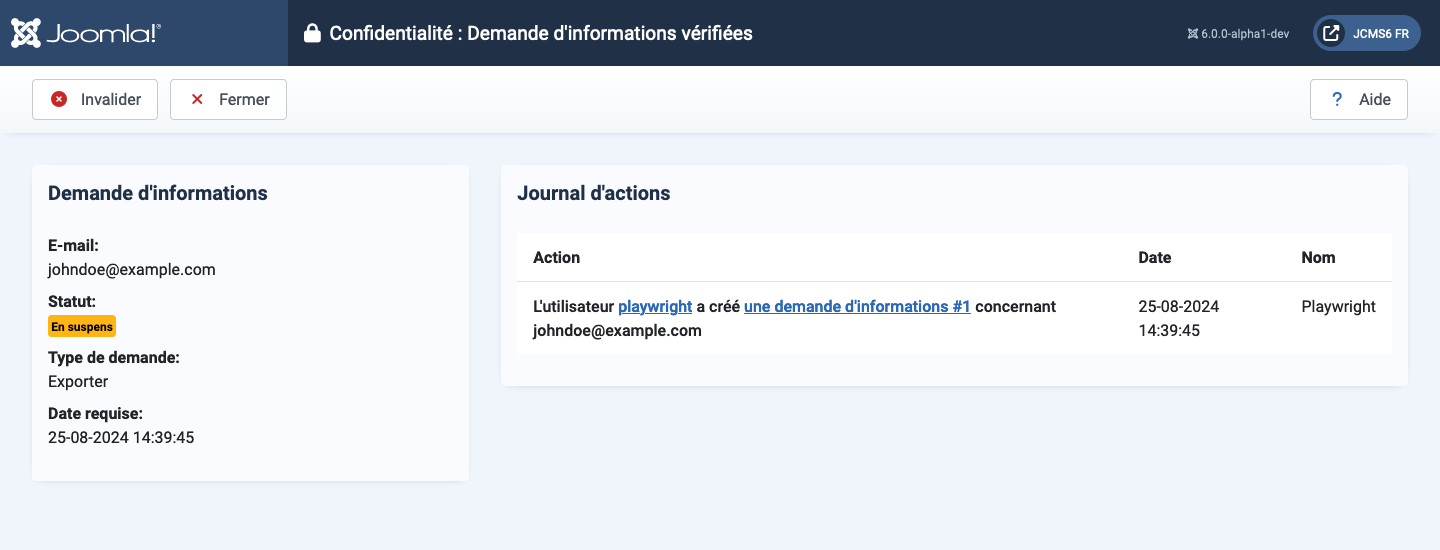 Joomla!®
Confidentialité : Demande d'informations vérifiées
6.0.0-alpha1-dev
JCMS6 FR
Invalider
Fermer
? Aide
Demande d'informations
E-mail:
johndoe@example.com
Statut:
En suspens
Type de demande:
Exporter
Date requise:
25-08-2024 14:39:45
Journal d'actions
Action Date Nom
L'utilisateur playwright a créé une demande d'informations #1 concernant 25-08-2024 Playwright
johndoe@example.com 14:39:45